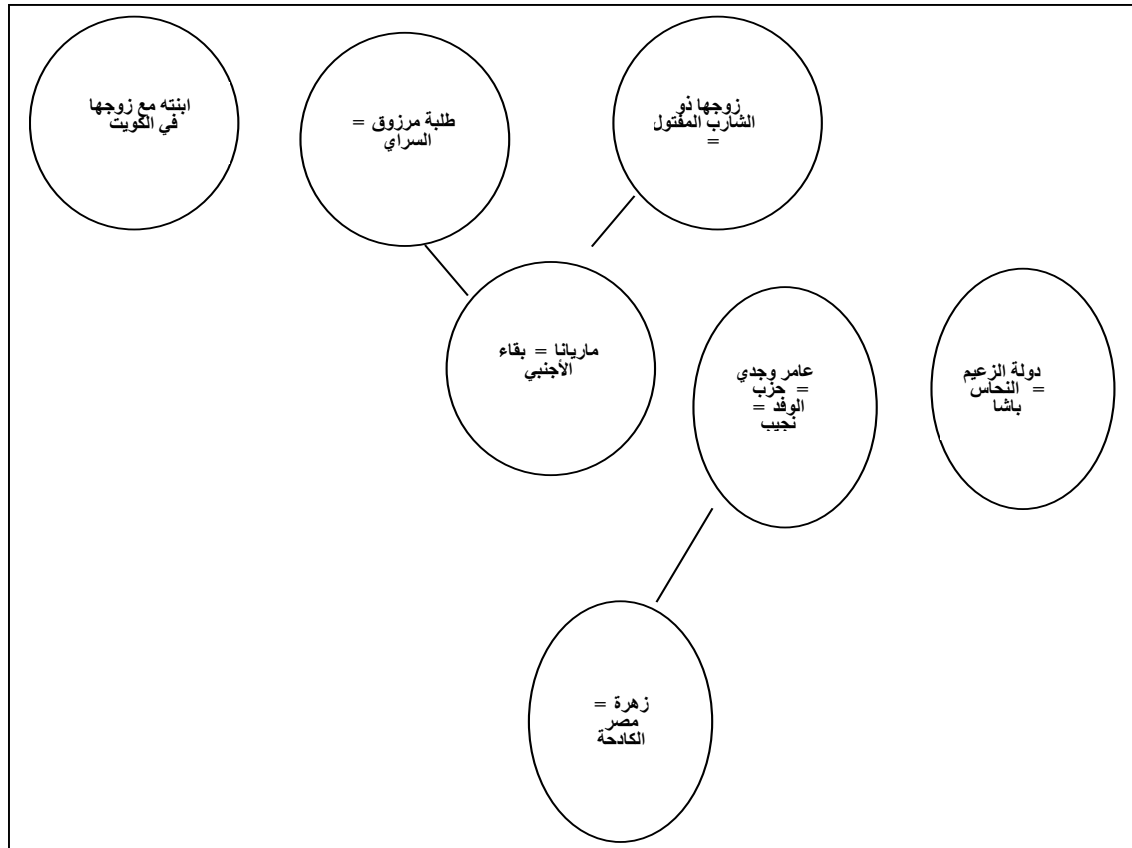 زوجها ذو
الشارب المفتول
=
طلبة مرزوق =
السراي
ابنته مع زوجها
في الكويت
دولة الزعيم
= النحاس
باشا
عامر وجدي
= حزب
الوفد =
نجيب
ماريانا = بقاء
الأجنبي
زهرة =
مصر
الكادحة